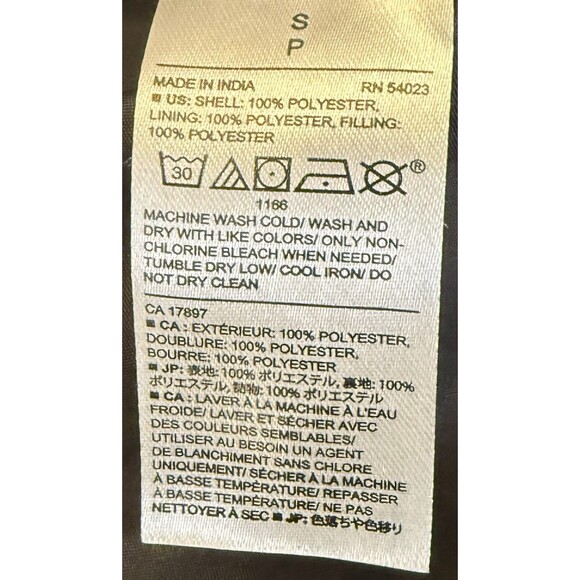 S
P
MADE IN INDIA RN 54023
US: SHELL: 100% POLYESTER,
LINING: 100% POLYESTER, FILLING:
100% POLYESTER
30 ®
1166
MACHINE WASH COLD/ WASH AND
DRY WITH LIKE COLORS/ ONLY NON-
CHLORINE BLEACH WHEN NEEDED/
TUMBLE DRY LOW/ COOL IRON/ DO
NOT DRY CLEAN
CA 17897
■ CA : EXTÉRIEUR: 100% POLYESTER,
DOUBLURE: 100% POLYESTER,
BOURRE: 100% POLYESTER
■ JP: 表地: 100% ポリエステル, 裏地: 100%
ポリエステル, 詰物: 100% ポリエステル
■ CA : LAVER À LA MACHINE À L'EAU
FROIDE/ LAVER ET SÉCHER AVEC
DES COULEURS SEMBLABLES/
UTILISER AU BESOIN UN AGENT
DE BLANCHIMENT SANS CHLORE
UNIQUEMENT/ SÉCHER À LA MACHINE
À BASSE TEMPÉRATURE/ REPASSER
À BASSE TEMPÉRATURE/ NE PAS
NETTOYER À SEC ■ JP: 色落ちや色移り